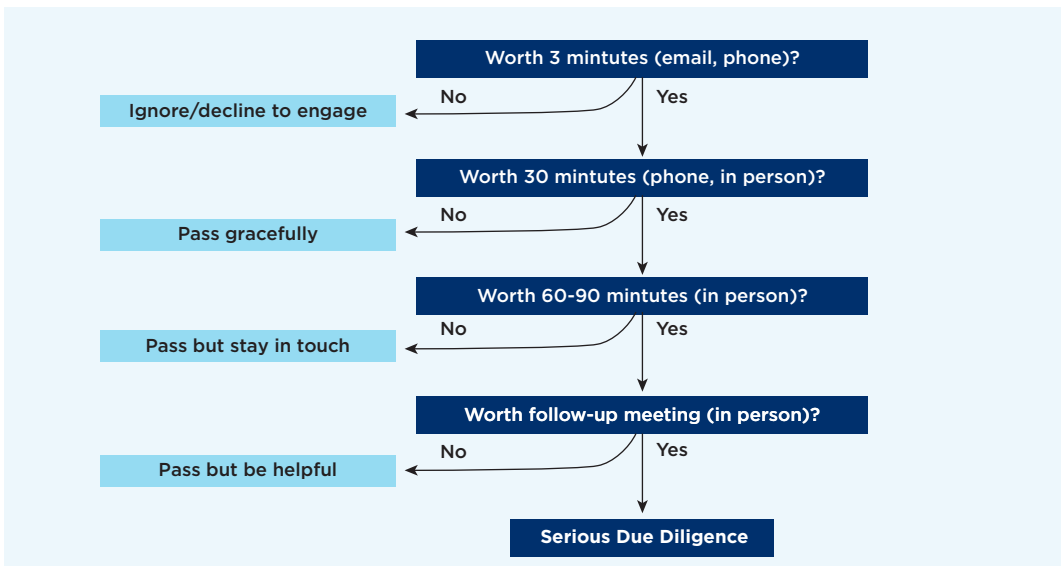 Worth 3 mintutes (email, phone)?
No
Yes
Ignore/decline to engage
Worth 30 mintutes (phone, in person)?
No
Yes
Pass gracefully
Worth 60-90 mintutes (in person)?
No
Yes
Pass but stay in touch
Worth follow-up meeting (in person)?
No
Yes
Pass but be helpful
Serious Due Diligence